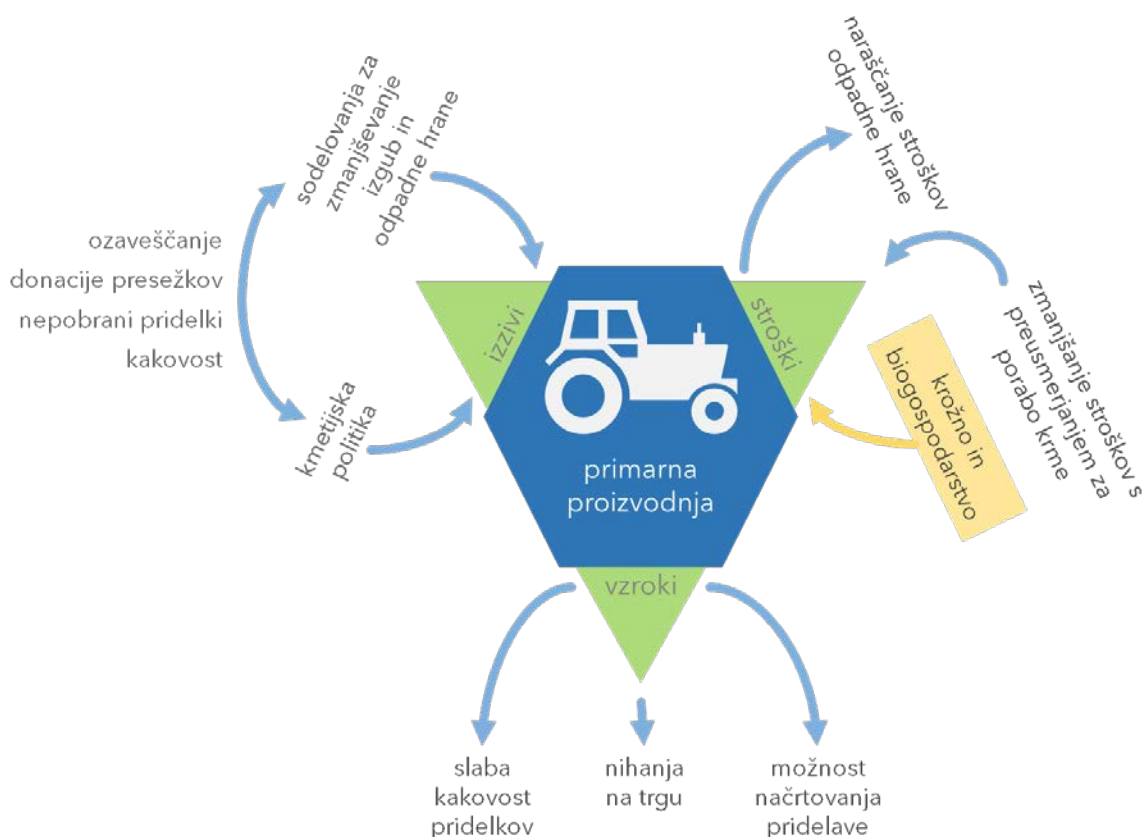 sodelovanja za
zmanjševanje
izgub in
odpadne hrane
ozaveščanje
donacije presežkov
nepobrani pridelki
kakovost
kmetijska
politika
izzivi
stroški
primarna
proizvodnja
vzroki
naraščanje stroškov
odpadne hrane
zmanjšanje stroškov s
preusmerjanjem za
porabo krme
krožno in
biogospodarstvo
slaba
kakovost
pridelkov
nihanja
na trgu
možnost
načrtovanja
pridelave